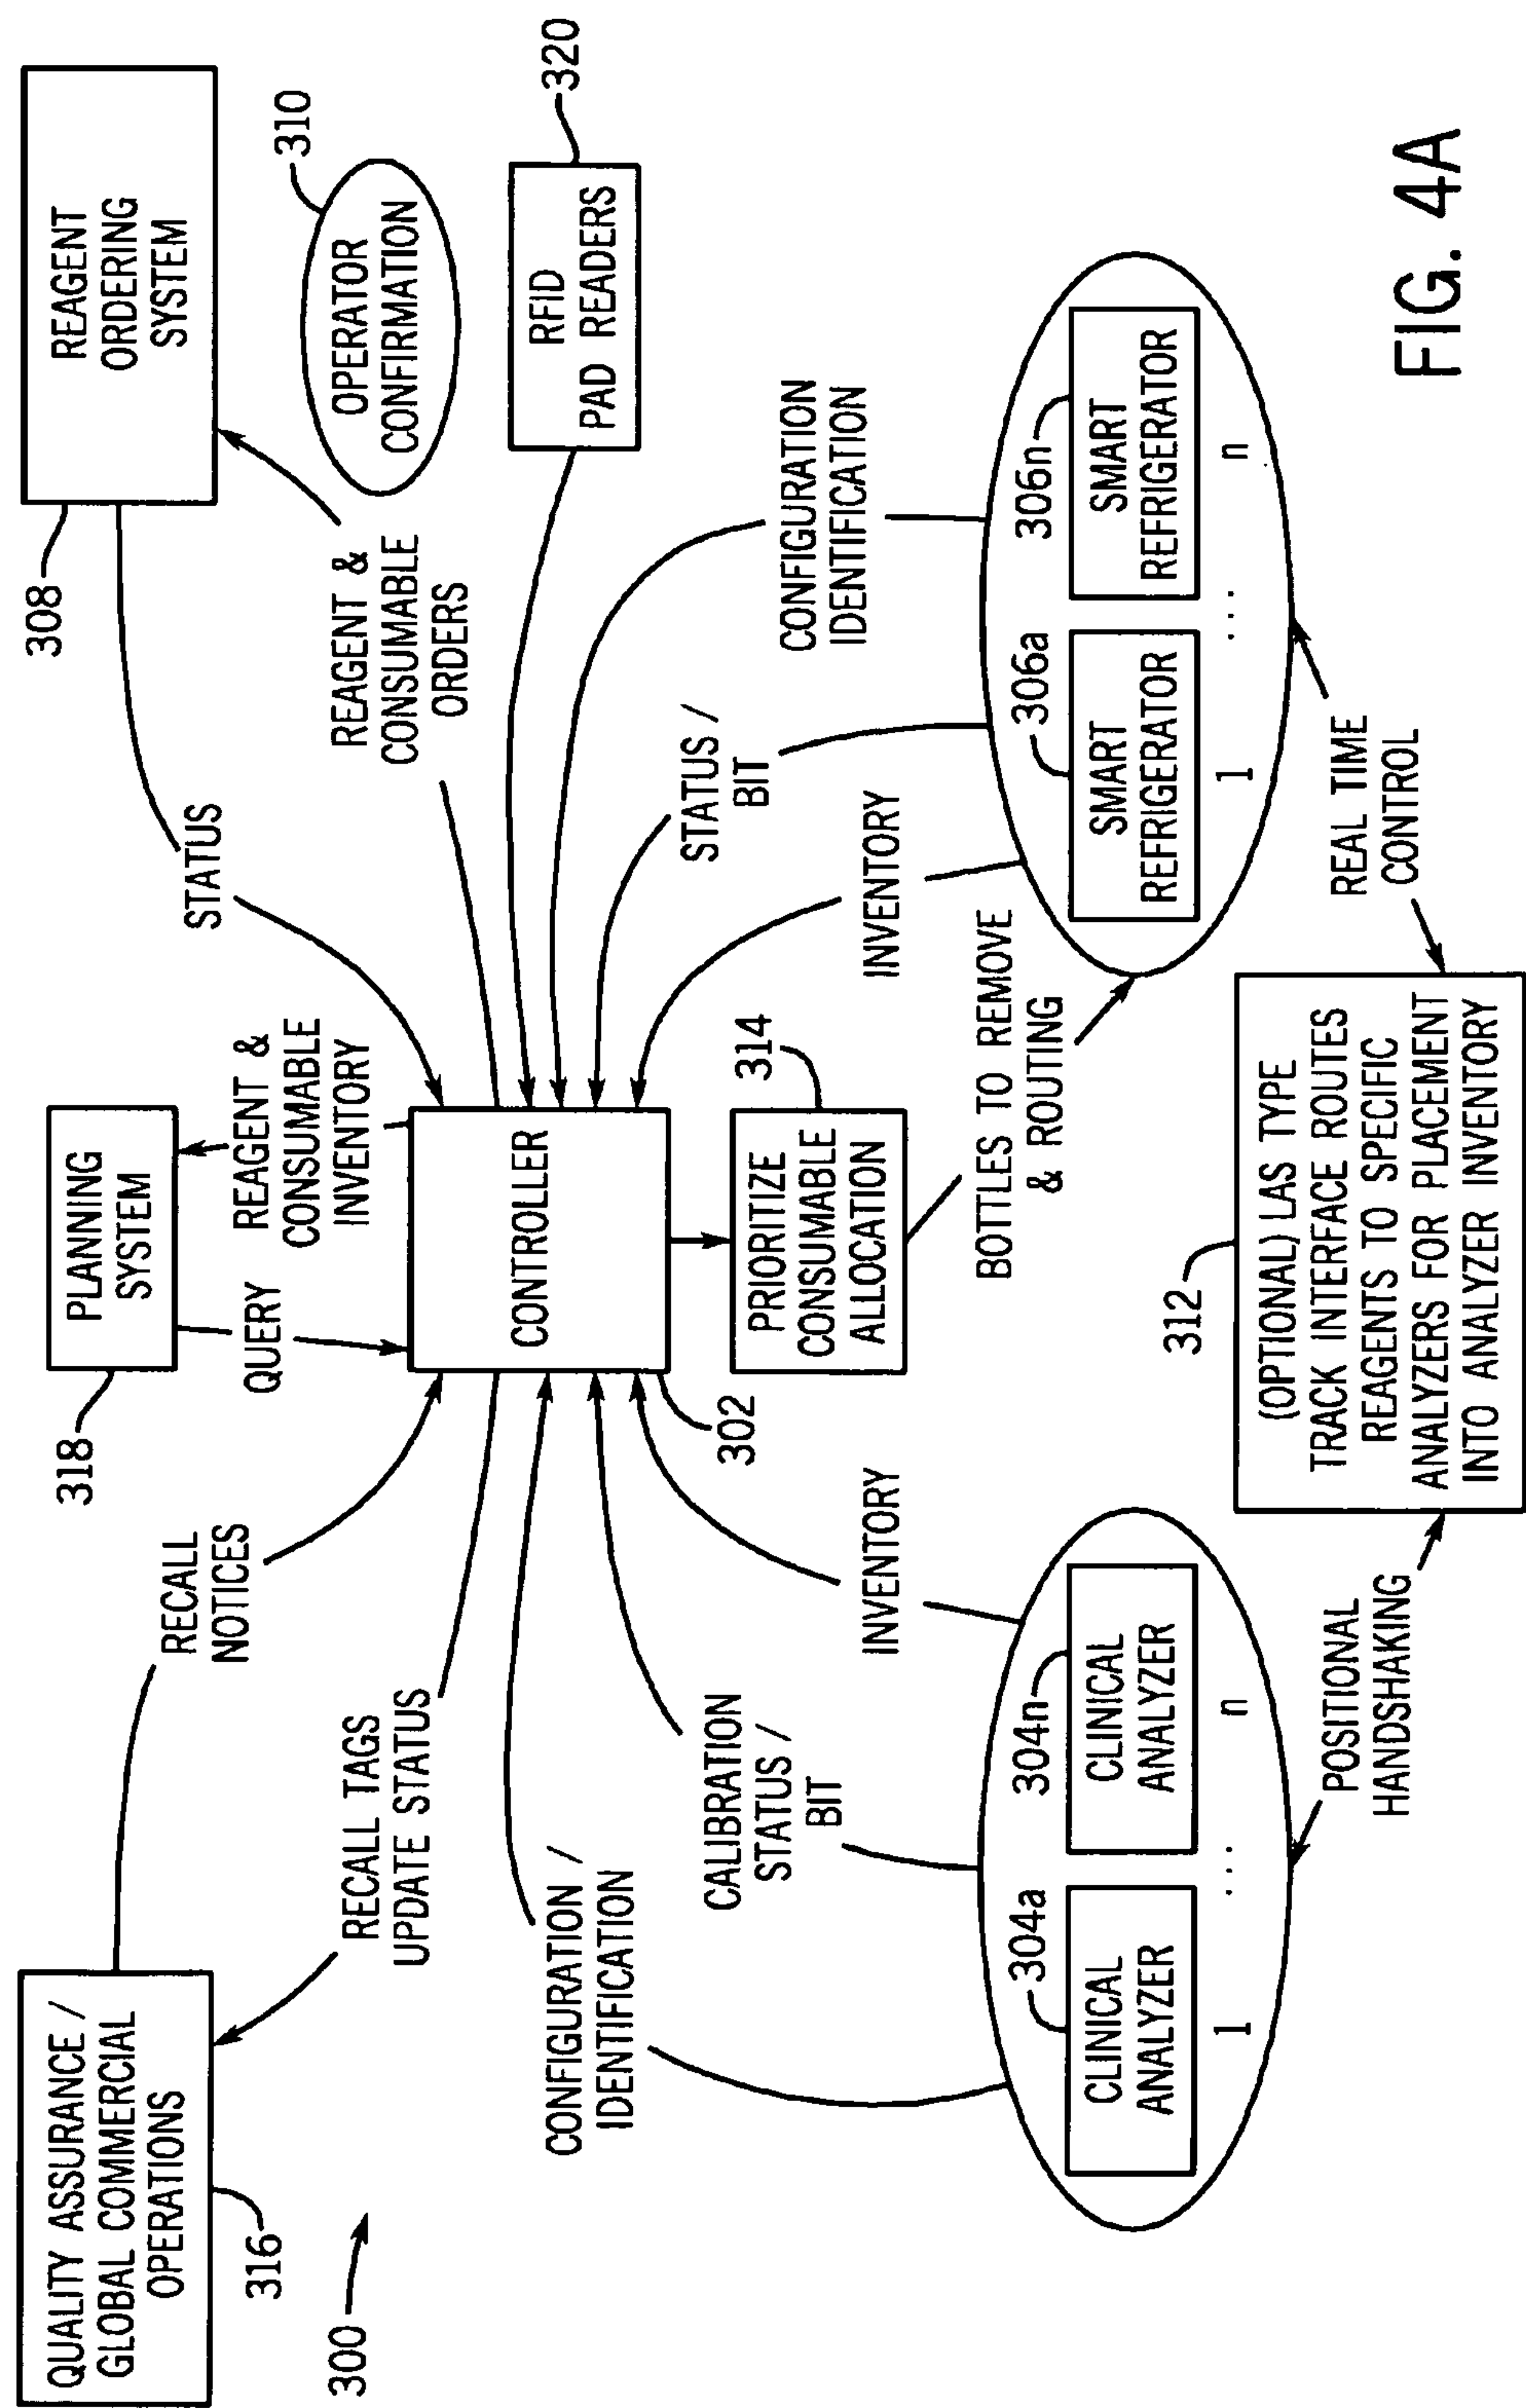 QUALITY ASSURANCE /
GLOBAL COMMERCIAL
OPERATIONS
316
300
RECALL
NOTICES
RECALL TAGS
UPDATE STATUS
PLANNING
SYSTEM
318
QUERY
REAGENT &
CONSUMABLE
INVENTORY
STATUS
REAGENT
ORDERING
SYSTEM
308
REAGENT &
CONSUMABLE
ORDERS
OPERATOR
CONFIRMATION
310
RFID
PAD READERS
320
CONTROLLER
302
CONFIGURATION /
IDENTIFICATION
CALIBRATION
STATUS /
BIT
INVENTORY
PRIORITIZE
CONSUMABLE
ALLOCATION
314
BOTTLES TO REMOVE
& ROUTING
INVENTORY
STATUS /
BIT
CONFIGURATION
IDENTIFICATION
304a
CLINICAL
ANALYZER
1
...
304n
CLINICAL
ANALYZER
n
306a
SMART
REFRIGERATOR
1
...
306n
SMART
REFRIGERATOR
n
POSITIONAL
HANDSHAKING
312
(OPTIONAL) LAS TYPE
TRACK INTERFACE ROUTES
REAGENTS TO SPECIFIC
ANALYZERS FOR PLACEMENT
INTO ANALYZER INVENTORY
REAL TIME
CONTROL
FIG. 4A